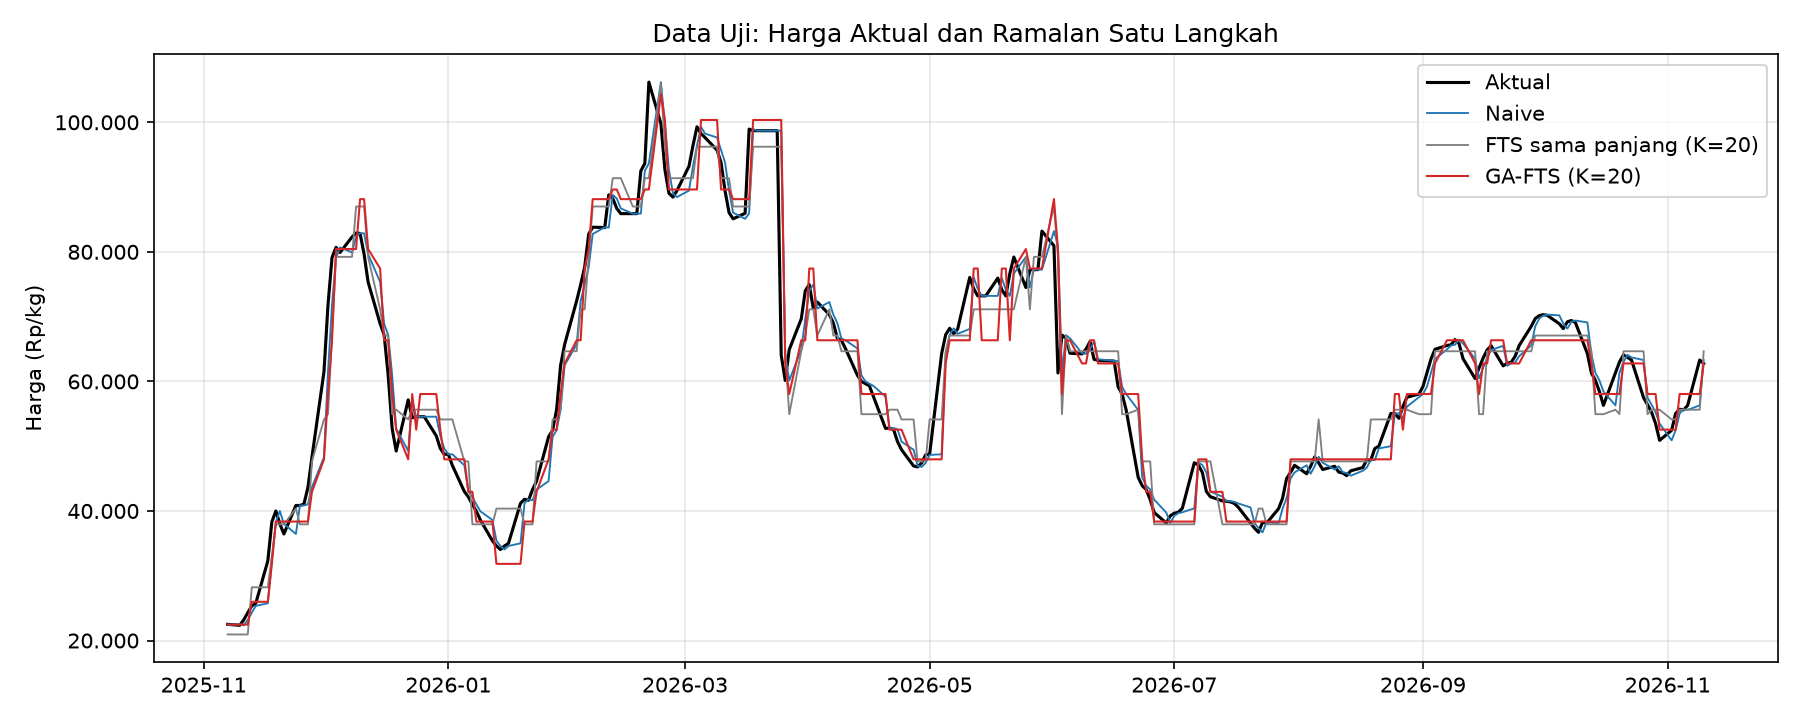 Data Uji: Harga Aktual dan Ramalan Satu Langkah
Aktual
Naive
FTS sama panjang (K=20)
GA-FTS (K=20)
Harga (Rp/kg)
100.000
80.000
60.000
40.000
20.000
2025-11
2026-01
2026-03
2026-05
2026-07
2026-09
2026-11